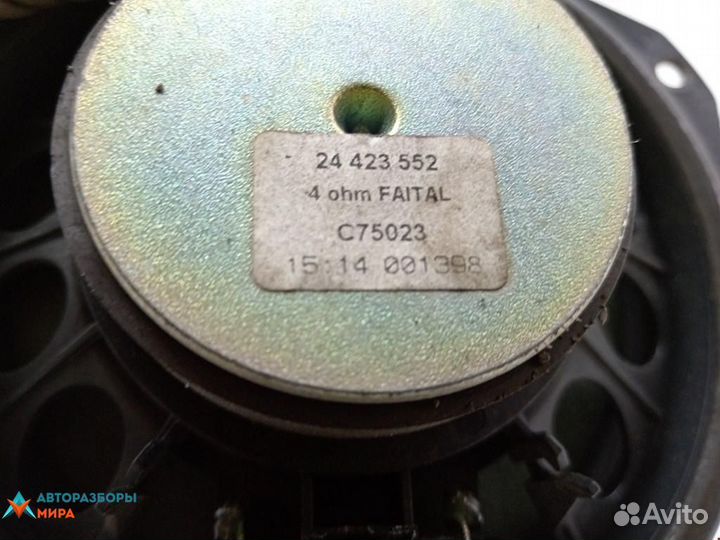 24 423 552
4 ohm FAITAL
C75023
15:14 001398
АВТОРАЗБОРЫ
МИРА
Avito